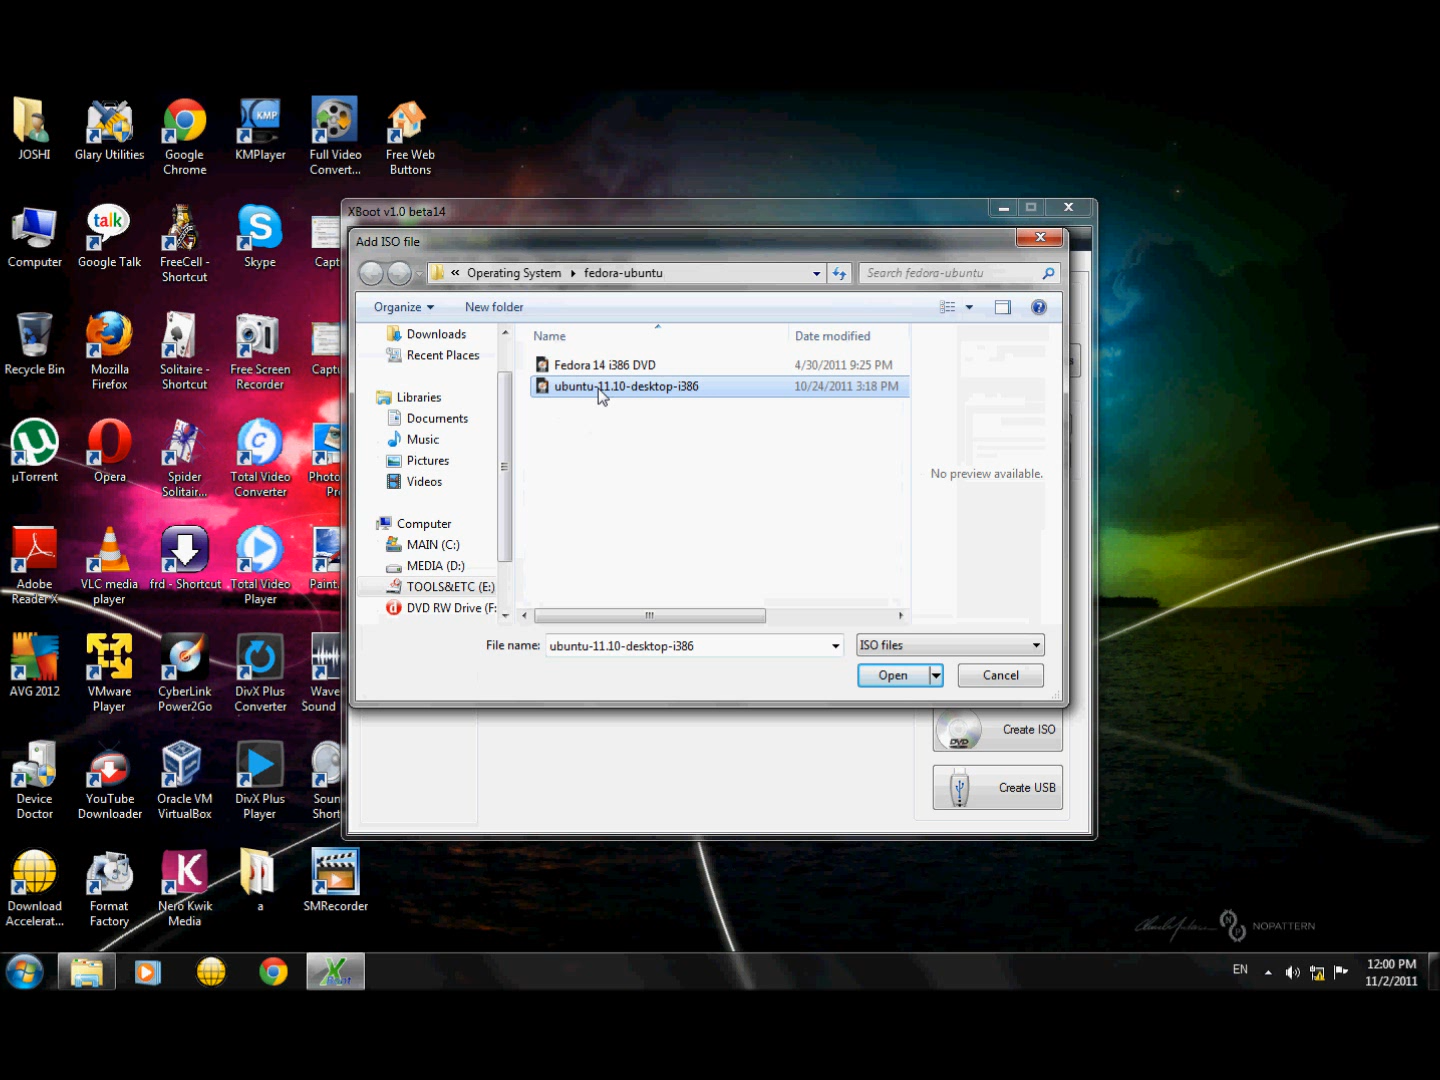 JOSHI
Glary Utilities
Google
Chrome
KMP
KMPlayer
Full Video
Convert...
Free Web
Buttons
Computer
talk
Google Talk
FreeCell -
Shortcut
Skype
Capt
Recycle Bin
Mozilla
Firefox
Solitaire -
Shortcut
Free Screen
Recorder
Captu
µTorrent
Opera
Spider
Solitair...
Total Video
Converter
Photo
Pr
Adobe
Reader X
VLC media
player
frd - Shortcut
Total Video
Player
Paint.
AVG 2012
VMware
Player
CyberLink
Power2Go
DivX Plus
Converter
Wave
Sound
Device
Doctor
YouTube
Downloader
Oracle VM
VirtualBox
DivX Plus
Player
Soun
Short
Download
Accelerat...
Format
Factory
Nero Kwik
Media
a
SMRecorder
XBoot v1.0 beta14
Add ISO file
« Operating System fedora-ubuntu
Search fedora-ubuntu
Organize
New folder
Downloads
Recent Places
Libraries
Documents
Music
Pictures
Videos
Computer
MAIN (C:)
MEDIA (D:)
TOOLS&ETC (E:)
DVD RW Drive (F:
Name
Date modified
Fedora 14 i386 DVD
4/30/2011 9:25 PM
ubuntu-11.10-desktop-i386
10/24/2011 3:18 PM
No preview available.
File name:
ubuntu-11.10-desktop-i386
ISO files
Open
Cancel
DVD
Create ISO
Create USB
NOPATTERN
EN
12:00 PM
11/2/2011